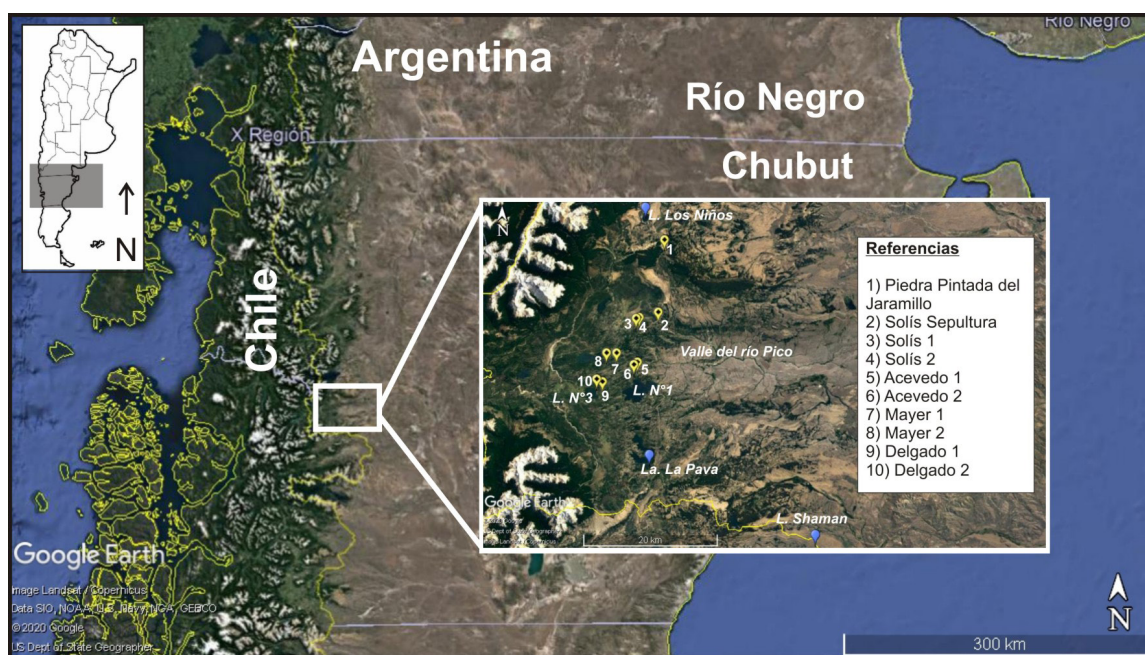 Argentina
Río Negro
Río Negro
X Región
Chubut
Chile
N
N
L. Los Niños
1
2
3
4
Valle del río Pico
8
7
5
6
10
9
L. N°3
L. N°1
La. La Pava
L. Shaman
Google Earth
20 km
Referencias
1) Piedra Pintada del
Jaramillo
2) Solís Sepultura
3) Solís 1
4) Solís 2
5) Acevedo 1
6) Acevedo 2
7) Mayer 1
8) Mayer 2
9) Delgado 1
10) Delgado 2
Google Earth
Image Landsat / Copernicus
Data SIO, NOAA, U.S. Navy, NGA, GEBCO
©2020 Google
US Dept of State Geographer
N
300 km